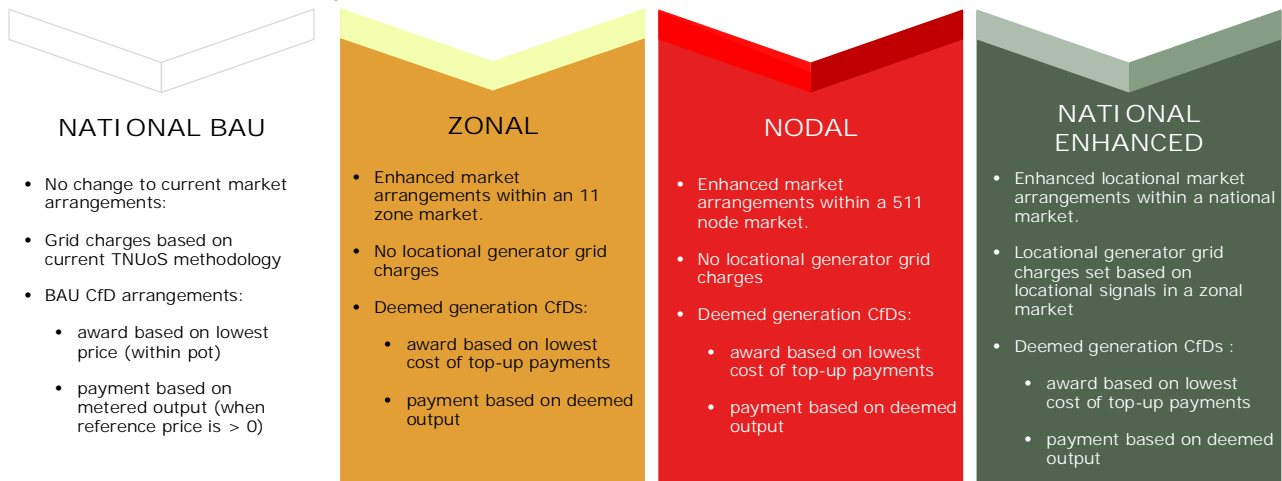 NATIONAL BAU
• No change to current market
arrangements:
• Grid charges based on
current TNUoS methodology
• BAU CfD arrangements:
• award based on lowest
price (within pot)
• payment based on
metered output (when
reference price is > 0)
ZONAL
• Enhanced market
arrangements within an 11
zone market.
• No locational generator grid
charges
• Deemed generation CfDs:
• award based on lowest
cost of top-up payments
• payment based on deemed
output
NODAL
• Enhanced market
arrangements within a 511
node market.
• No locational generator grid
charges
• Deemed generation CfDs:
• award based on lowest
cost of top-up payments
• payment based on deemed
output
NATIONAL
ENHANCED
• Enhanced locational market
arrangements within a national
market.
• Locational generator grid
charges set based on
locational signals in a zonal
market
• Deemed generation CfDs :
• award based on lowest
cost of top-up payments
• payment based on deemed
output